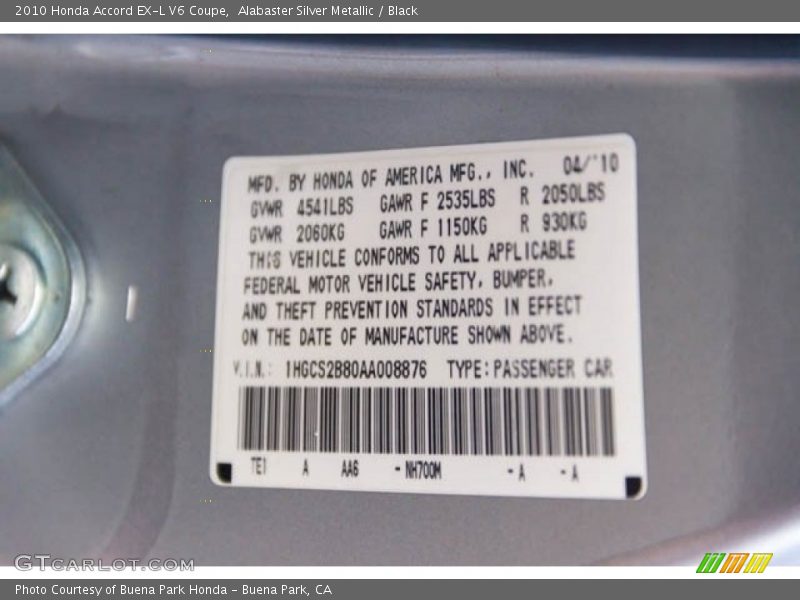 2010 Honda Accord EX-L V6 Coupe,  Alabaster Silver Metallic / Black
MFD. BY HONDA OF AMERICA MFG., INC. 04/'10
GVWR 4541LBS GAWR F 2535LBS R 2050LBS
GVWR 2060KG GAWR F 1150KG R 930KG
THIS VEHICLE CONFORMS TO ALL APPLICABLE
FEDERAL MOTOR VEHICLE SAFETY, BUMPER,
AND THEFT PREVENTION STANDARDS IN EFFECT
ON THE DATE OF MANUFACTURE SHOWN ABOVE.
V.I.N.: 1HGCS2B80AA008876 TYPE:PASSENGER CAR
TE1 A AA6 -NH700M -A -A
GTCARLOT.COM
Photo Courtesy of Buena Park Honda - Buena Park, CA